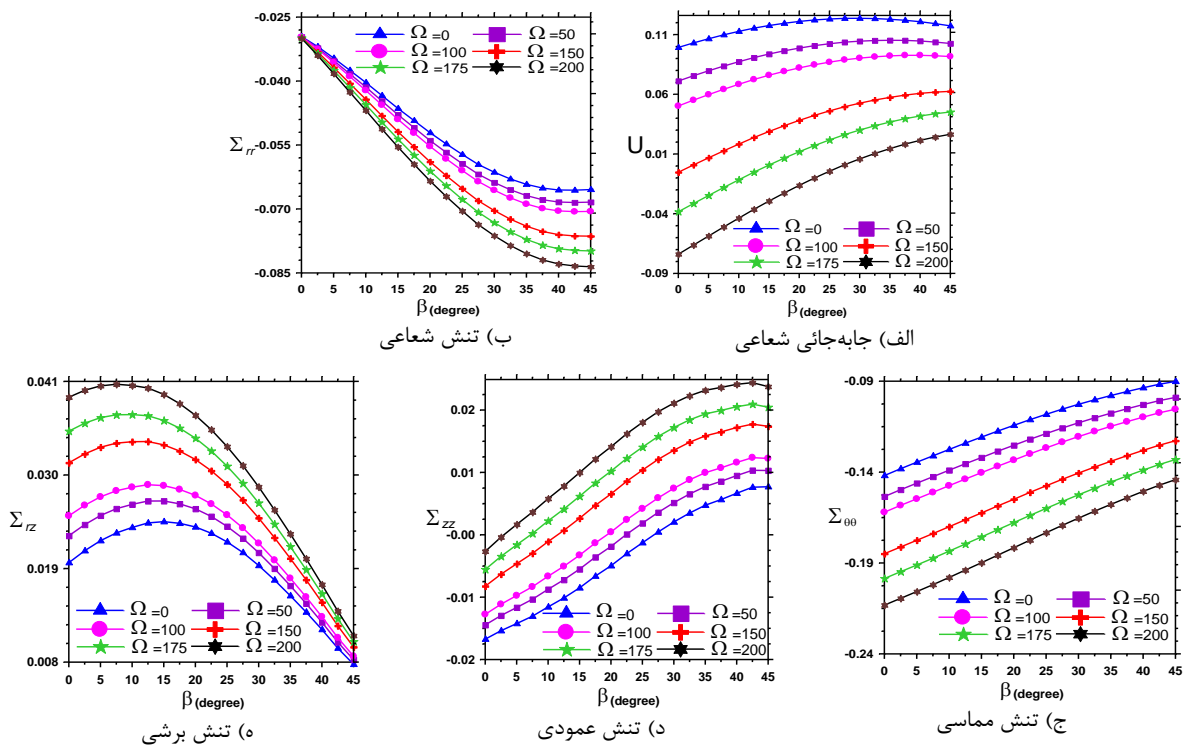 -0.025
-0.040
-0.055
-0.070
-0.085
Σrr
Ω =0
Ω =50
Ω =100
Ω =150
Ω =175
Ω =200
0 5 10 15 20 25 30 35 40 45
β(degree)
ب) تنش شعاعی
0.11
0.06
0.01
-0.04
-0.09
U
Ω =0
Ω =50
Ω =100
Ω =150
Ω =175
Ω =200
0 5 10 15 20 25 30 35 40 45
β(degree)
الف) جابه‌جائی شعاعی
0.041
0.030
0.019
0.008
Σrz
Ω =0
Ω =50
Ω =100
Ω =150
Ω =175
Ω =200
0 5 10 15 20 25 30 35 40 45
β(degree)
ه) تنش برشی
0.02
0.01
-0.00
-0.01
-0.02
Σzz
Ω =0
Ω =50
Ω =100
Ω =150
Ω =175
Ω =200
0 5 10 15 20 25 30 35 40 45
β(degree)
د) تنش عمودی
-0.09
-0.14
-0.19
-0.24
Σθθ
Ω =0
Ω =50
Ω =100
Ω =150
Ω =175
Ω =200
0 5 10 15 20 25 30 35 40 45
β(degree)
ج) تنش مماسی